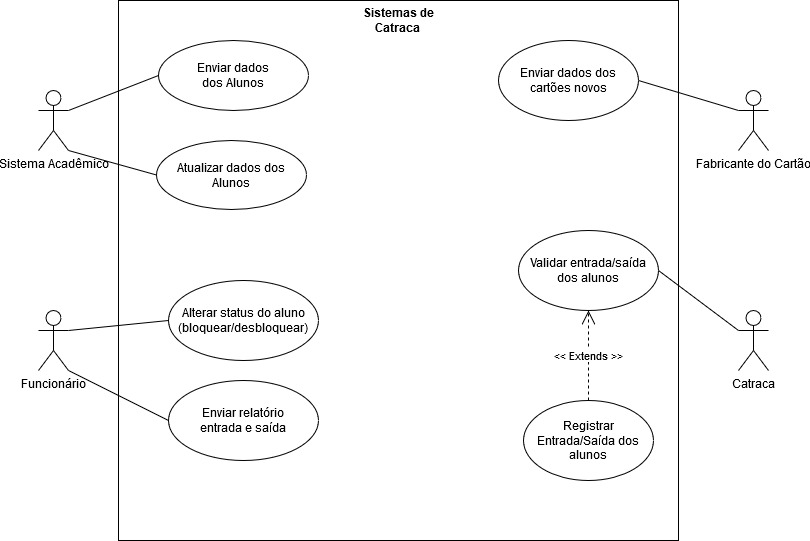 Sistemas de
Catraca
Enviar dados
dos Alunos
Enviar dados dos
cartões novos
Sistema Acadêmico
Fabricante do Cartão
Atualizar dados dos
Alunos
Validar entrada/saída
dos alunos
Alterar status do aluno
(bloquear/desbloquear)
<< Extends >>
Funcionário
Catraca
Enviar relatório
entrada e saída
Registrar
Entrada/Saída dos
alunos